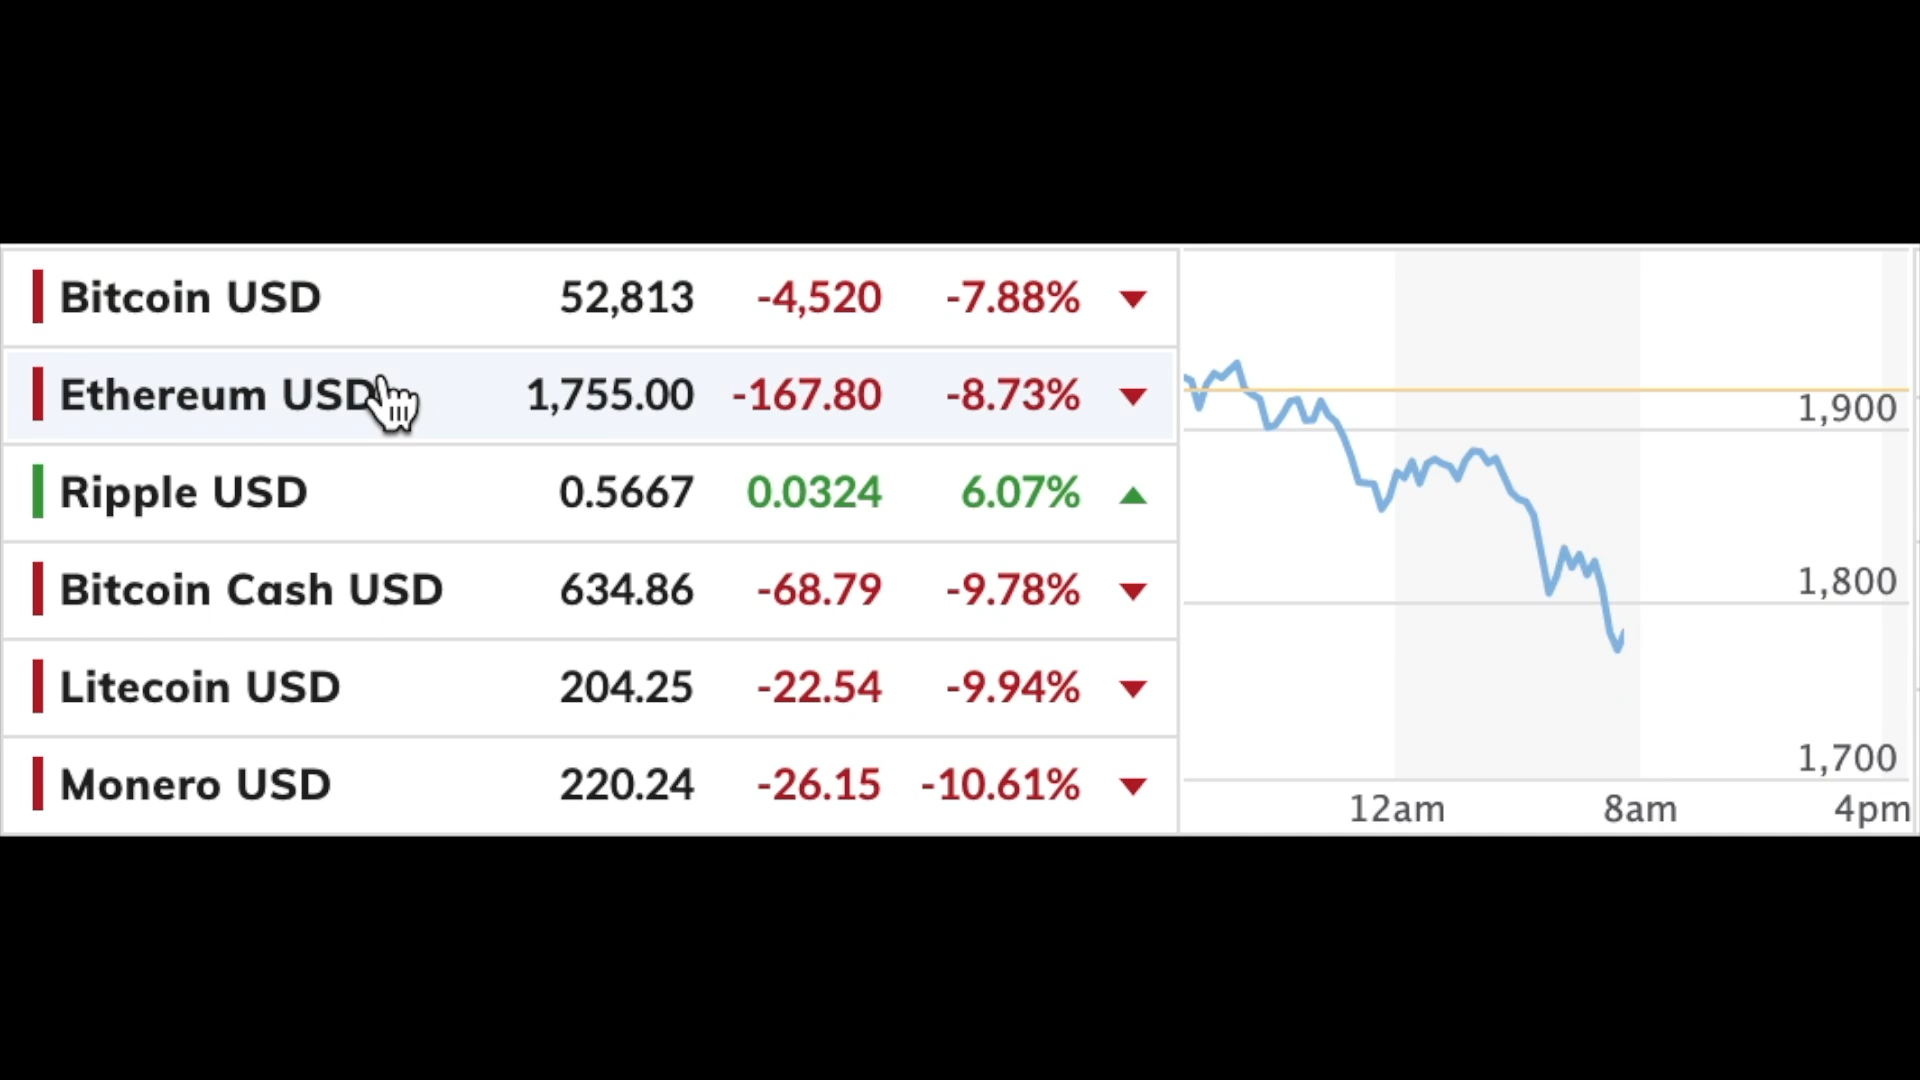 Bitcoin USD 52,813 -4,520 -7.88%
Ethereum USD 1,755.00 -167.80 -8.73%
Ripple USD 0.5667 0.0324 6.07%
Bitcoin Cash USD 634.86 -68.79 -9.78%
Litecoin USD 204.25 -22.54 -9.94%
Monero USD 220.24 -26.15 -10.61%
1,900
1,800
1,700
12am 8am 4pm